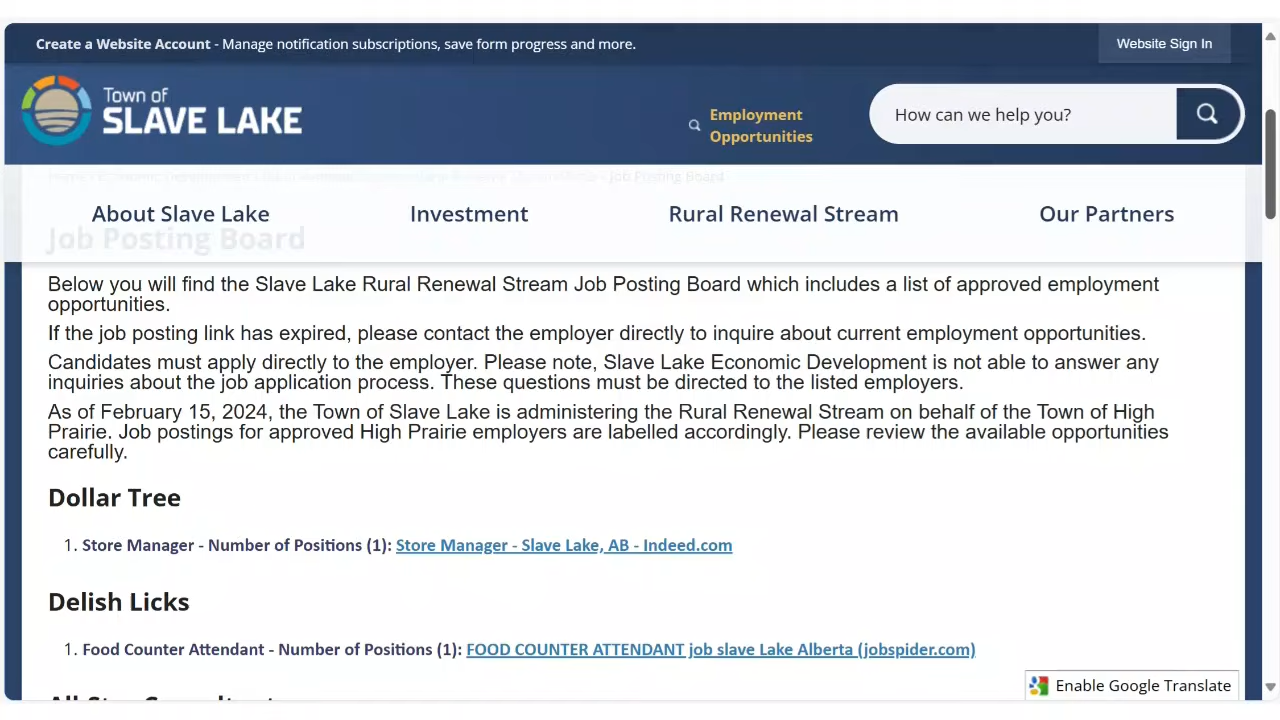 Create a Website Account - Manage notification subscriptions, save form progress and more.
Website Sign In
Town of
SLAVE LAKE
Employment
Opportunities
How can we help you?
Job Posting Board
About Slave Lake
Investment
Rural Renewal Stream
Our Partners
Job Posting Board
Below you will find the Slave Lake Rural Renewal Stream Job Posting Board which includes a list of approved employment
opportunities.
If the job posting link has expired, please contact the employer directly to inquire about current employment opportunities.
Candidates must apply directly to the employer. Please note, Slave Lake Economic Development is not able to answer any
inquiries about the job application process. These questions must be directed to the listed employers.
As of February 15, 2024, the Town of Slave Lake is administering the Rural Renewal Stream on behalf of the Town of High
Prairie. Job postings for approved High Prairie employers are labelled accordingly. Please review the available opportunities
carefully.
Dollar Tree
1. Store Manager - Number of Positions (1): Store Manager - Slave Lake, AB - Indeed.com
Delish Licks
1. Food Counter Attendant - Number of Positions (1): FOOD COUNTER ATTENDANT job slave Lake Alberta (jobspider.com)
Enable Google Translate